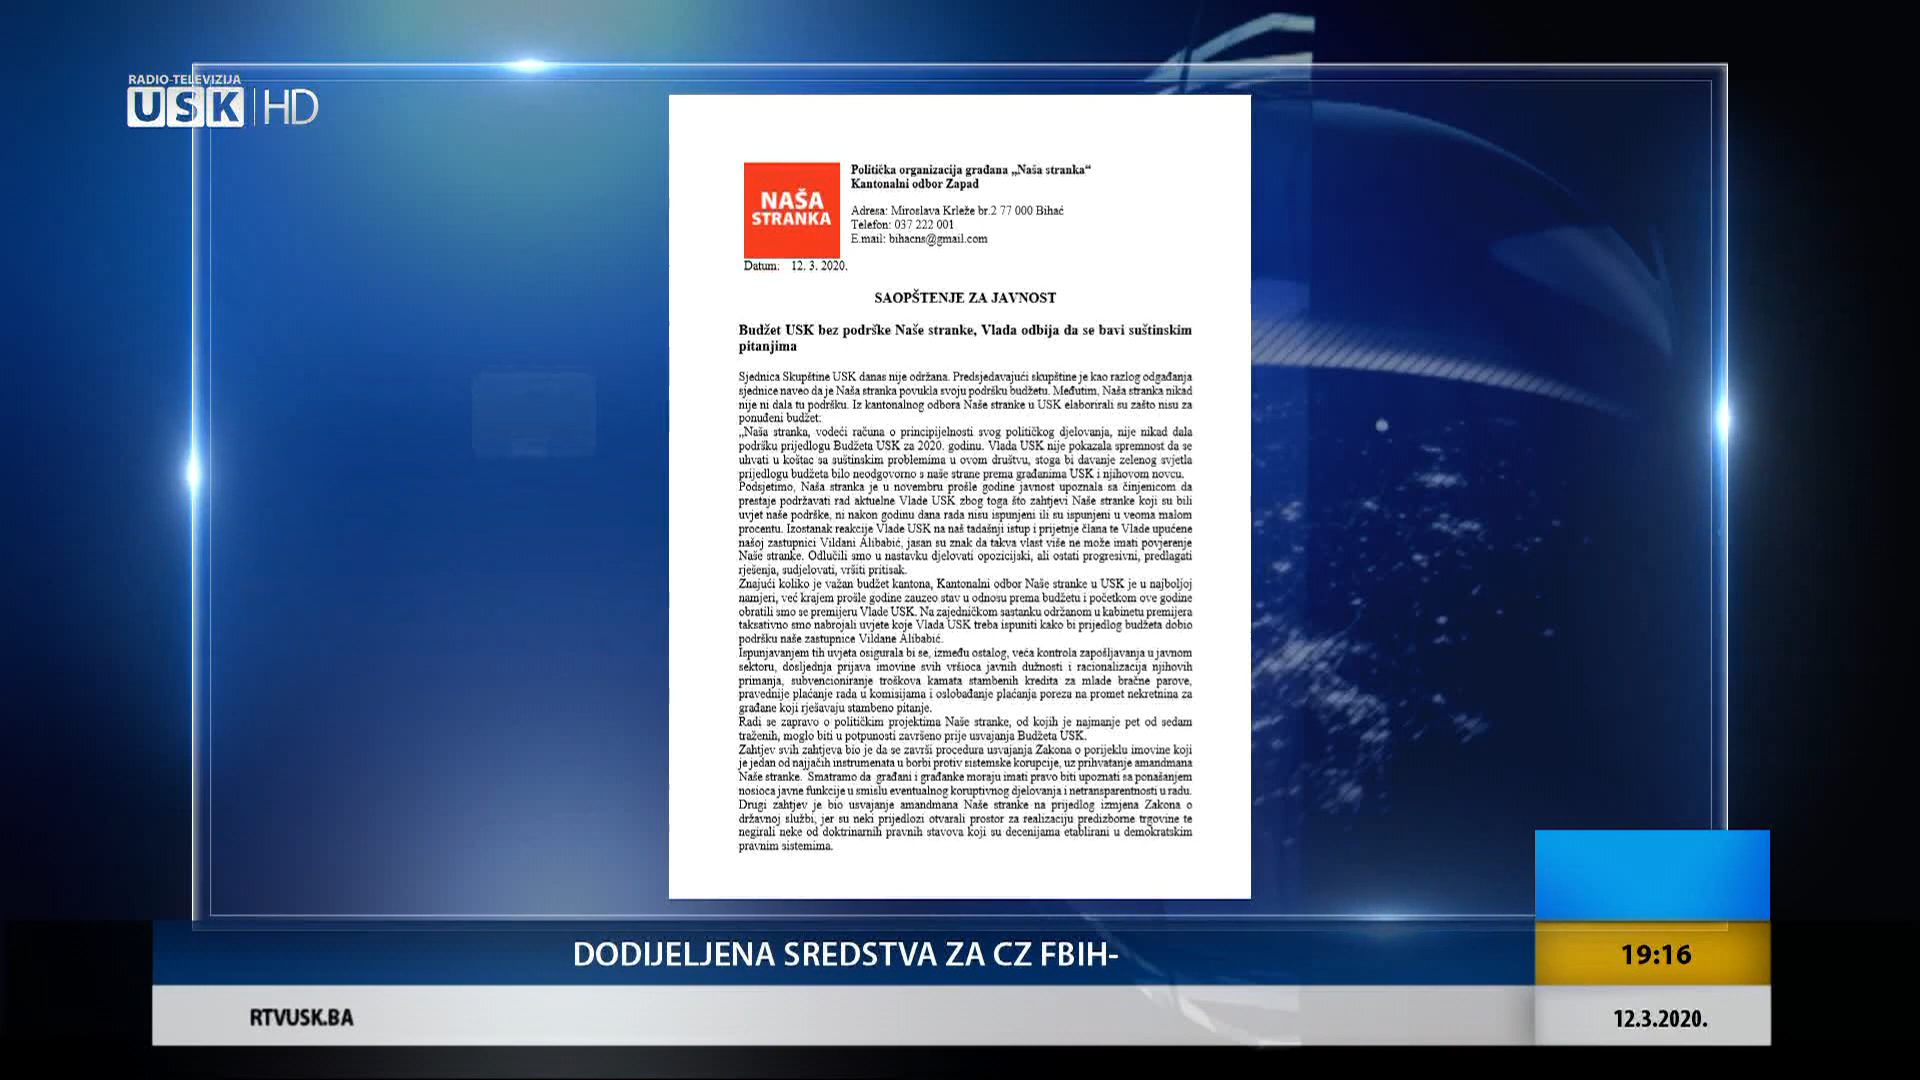 RADIO-TELEVIZIJA
USK HD
NAŠA
STRANKA
Politička organizacija građana „Naša stranka“
Kantonalni odbor Zapad
Adresa: Miroslava Krleže br.2 77 000 Bihać
Telefon: 037 222 001
E.mail: bihacns@gmail.com
Datum: 12. 3. 2020.
SAOPŠTENJE ZA JAVNOST
Budžet USK bez podrške Naše stranke, Vlada odbija da se bavi suštinskim
pitanjima
Sjednica Skupštine USK danas nije održana. Predsjedavajući skupštine je kao razlog odgađanja
sjednice naveo da je Naša stranka povukla svoju podršku budžetu. Međutim, Naša stranka nikad
nije ni dala tu podršku. Iz kantonalnog odbora Naše stranke u USK elaborirali su zašto nisu za
ponuđeni budžet:
„Naša stranka, vodeći računa o principijelnosti svog političkog djelovanja, nije nikad dala
podršku prijedlogu Budžeta USK za 2020. godinu. Vlada USK nije pokazala spremnost da se
uhvati u koštac sa suštinskim problemima u ovom društvu, stoga bi davanje zelenog svjetla
prijedlogu budžeta bilo neodgovorno s naše strane prema građanima USK i njihovom novcu.
Podsjetimo, Naša stranka je u novembru prošle godine javnost upoznala sa činjenicom da
prestaje podržavati rad aktuelne Vlade USK zbog toga što zahtjevi Naše stranke koji su bili
uvjet naše podrške, ni nakon godinu dana rada nisu ispunjeni ili su ispunjeni u veoma malom
procentu. Izostanak reakcije Vlade USK na naš tadašnji istup i prijetnje člana te Vlade upućene
našoj zastupnici Vildani Alibabić, jasan su znak da takva vlast više ne može imati povjerenje
Naše stranke. Odlučili smo u nastavku djelovati opozicijski, ali ostati progresivni, predlagati
rješenja, sudjelovati, vršiti pritisak.
Znajući koliko je važan budžet kantona, Kantonalni odbor Naše stranke u USK je u najboljoj
namjeri, već krajem prošle godine zauzeo stav u odnosu prema budžetu i početkom ove godine
obratili smo se premijeru Vlade USK. Na zajedničkom sastanku održanom u kabinetu premijera
taksativno smo nabrojali uvjete koje Vlada USK treba ispuniti kako bi prijedlog budžeta dobio
podršku naše zastupnice Vildane Alibabić.
Ispunjavanjem tih uvjeta osigurala bi se, između ostalog, veća kontrola zapošljavanja u javnom
sektoru, dosljednja prijava imovine svih vršioca javnih dužnosti i racionalizacija njihovih
primanja, subvencioniranje troškova kamata stambenih kredita za mlade bračne parove,
pravednije plaćanje rada u komisijama i oslobađanje plaćanja poreza na promet nekretnina za
građane koji rješavaju stambeno pitanje.
Radi se zapravo o političkim projektima Naše stranke, od kojih je najmanje pet od sedam
traženih, moglo biti u potpunosti završeno prije usvajanja Budžeta USK.
Zahtjev svih zahtjeva bio je da se završi procedura usvajanja Zakona o porijeklu imovine koji
je jedan od najjačih instrumenata u borbi protiv sistemske korupcije, uz prihvatanje amandmana
Naše stranke. Smatramo da građani i građanke moraju imati pravo biti upoznati sa ponašanjem
nosioca javne funkcije u smislu eventualnog koruptivnog djelovanja i netransparentnosti u radu.
Drugi zahtjev je bio usvajanje amandmana Naše stranke na prijedlog izmjena Zakona o
državnoj službi, jer su neki prijedlozi otvarali prostor za realizaciju predizborne trgovine te
negirali neke od doktrinarnih pravnih stavova koji su decenijama etablirani u demokratskim
pravnim sistemima.
DODIJELJENA SREDSTVA ZA CZ FBIH-
19:16
RTVUSK.BA
12.3.2020.